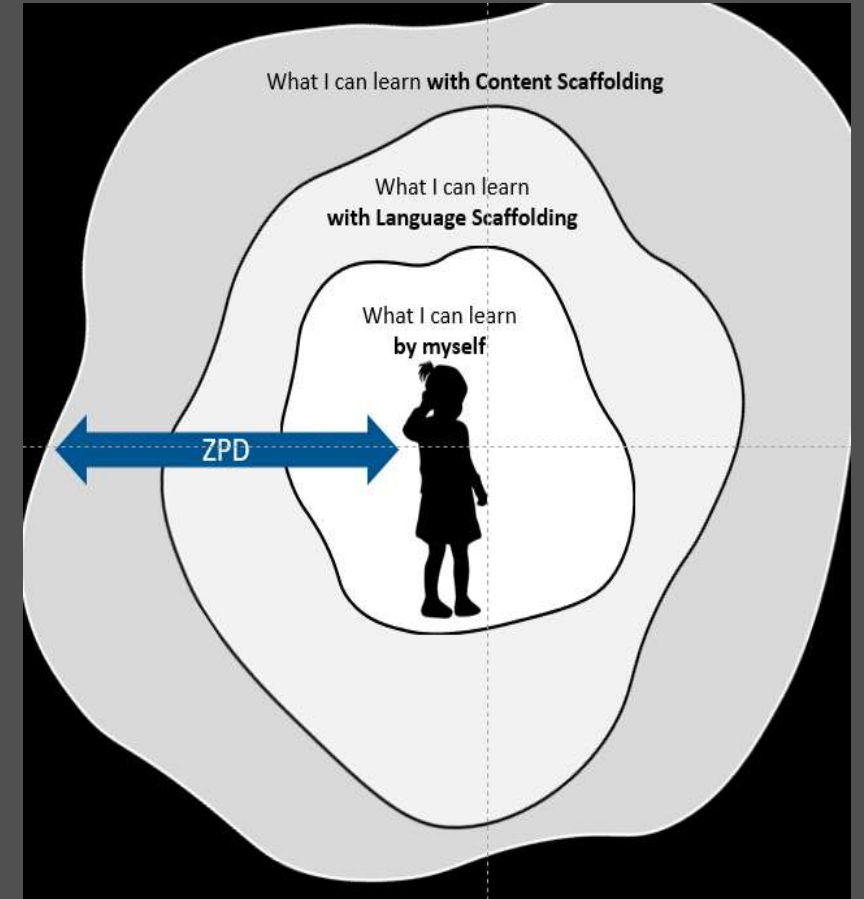 What I can learn with Content Scaffolding
What I can learn
with Language Scaffolding
What I can learn
by myself
ZPD